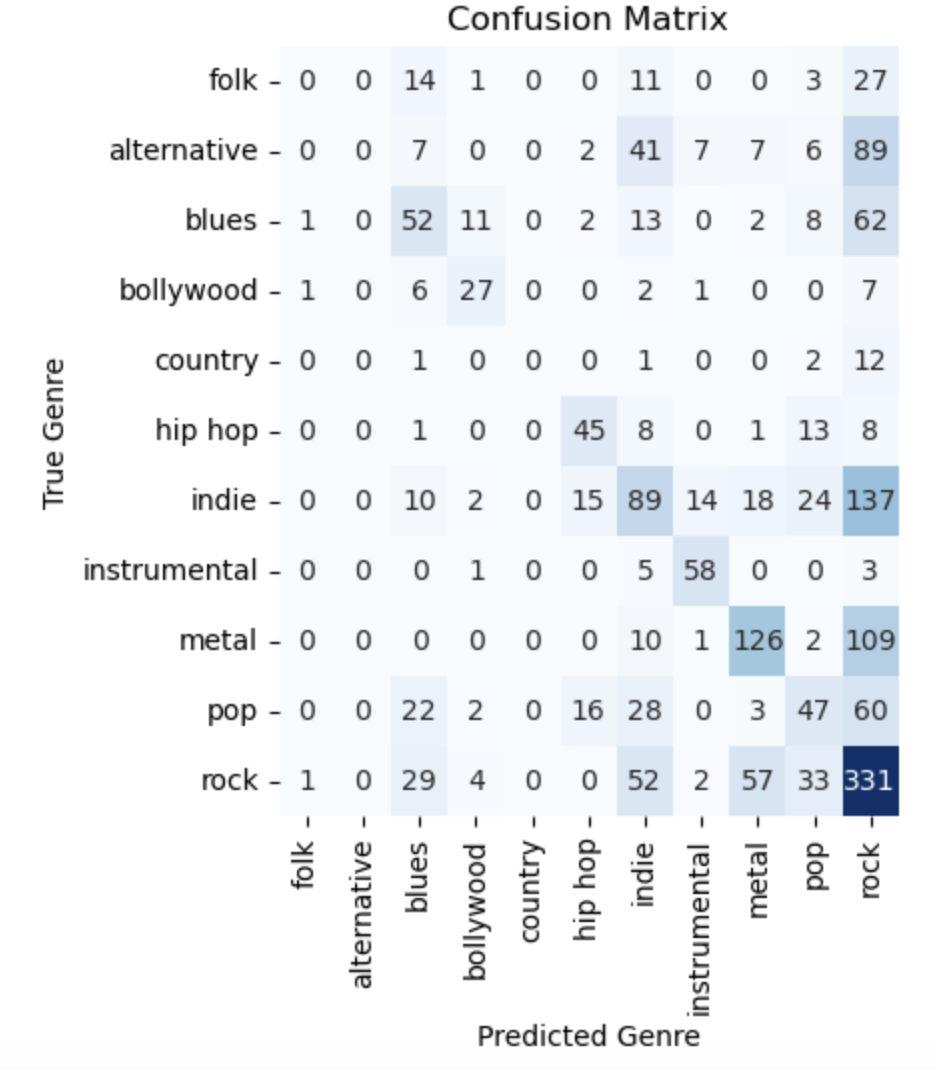 Confusion Matrix
folk 0 0 14 1 0 0 11 0 0 3 27
alternative 0 0 7 0 0 2 41 7 7 6 89
blues 1 0 52 11 0 2 13 0 2 8 62
bollywood 1 0 6 27 0 0 2 1 0 0 7
country 0 0 1 0 0 0 1 0 0 2 12
hip hop 0 0 1 0 0 45 8 0 1 13 8
indie 0 0 10 2 0 15 89 14 18 24 137
instrumental 0 0 0 1 0 0 5 58 0 0 3
metal 0 0 0 0 0 0 10 1 126 2 109
pop 0 0 22 2 0 16 28 0 3 47 60
rock 1 0 29 4 0 0 52 2 57 33 331
True Genre
folk alternative blues bollywood country hip hop indie instrumental metal pop rock
Predicted Genre